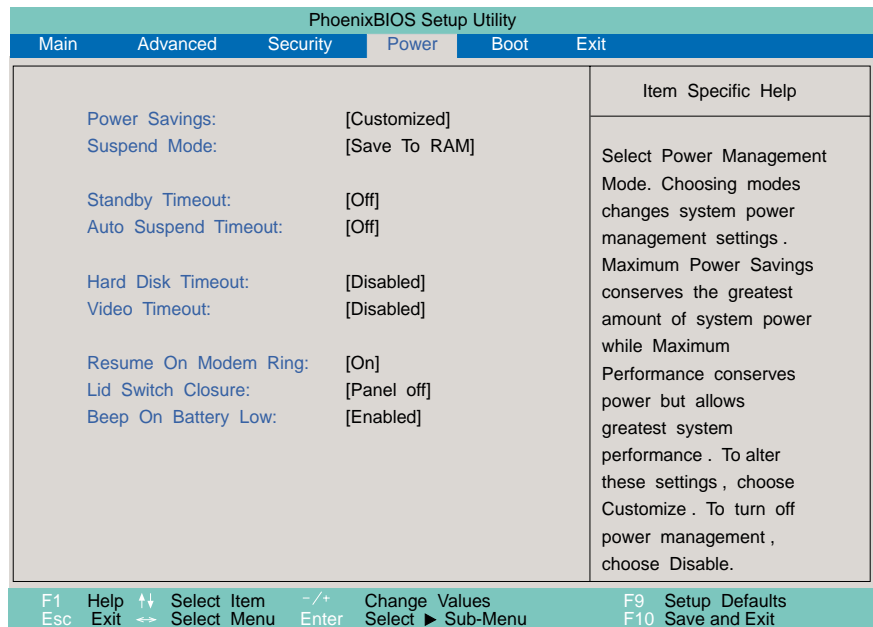 PhoenixBIOS Setup Utility
Main Advanced Security Power Boot Exit
Power Savings: [Customized]
Suspend Mode: [Save To RAM]
Standby Timeout: [Off]
Auto Suspend Timeout: [Off]
Hard Disk Timeout: [Disabled]
Video Timeout: [Disabled]
Resume On Modem Ring: [On]
Lid Switch Closure: [Panel off]
Beep On Battery Low: [Enabled]
Item Specific Help
Select Power Management
Mode. Choosing modes
changes system power
management settings .
Maximum Power Savings
conserves the greatest
amount of system power
while Maximum
Performance conserves
power but allows
greatest system
performance . To alter
these settings , choose
Customize . To turn off
power management ,
choose Disable.
F1 Help ↑↓ Select Item -/+ Change Values F9 Setup Defaults
Esc Exit ↔ Select Menu Enter Select ▶ Sub-Menu F10 Save and Exit